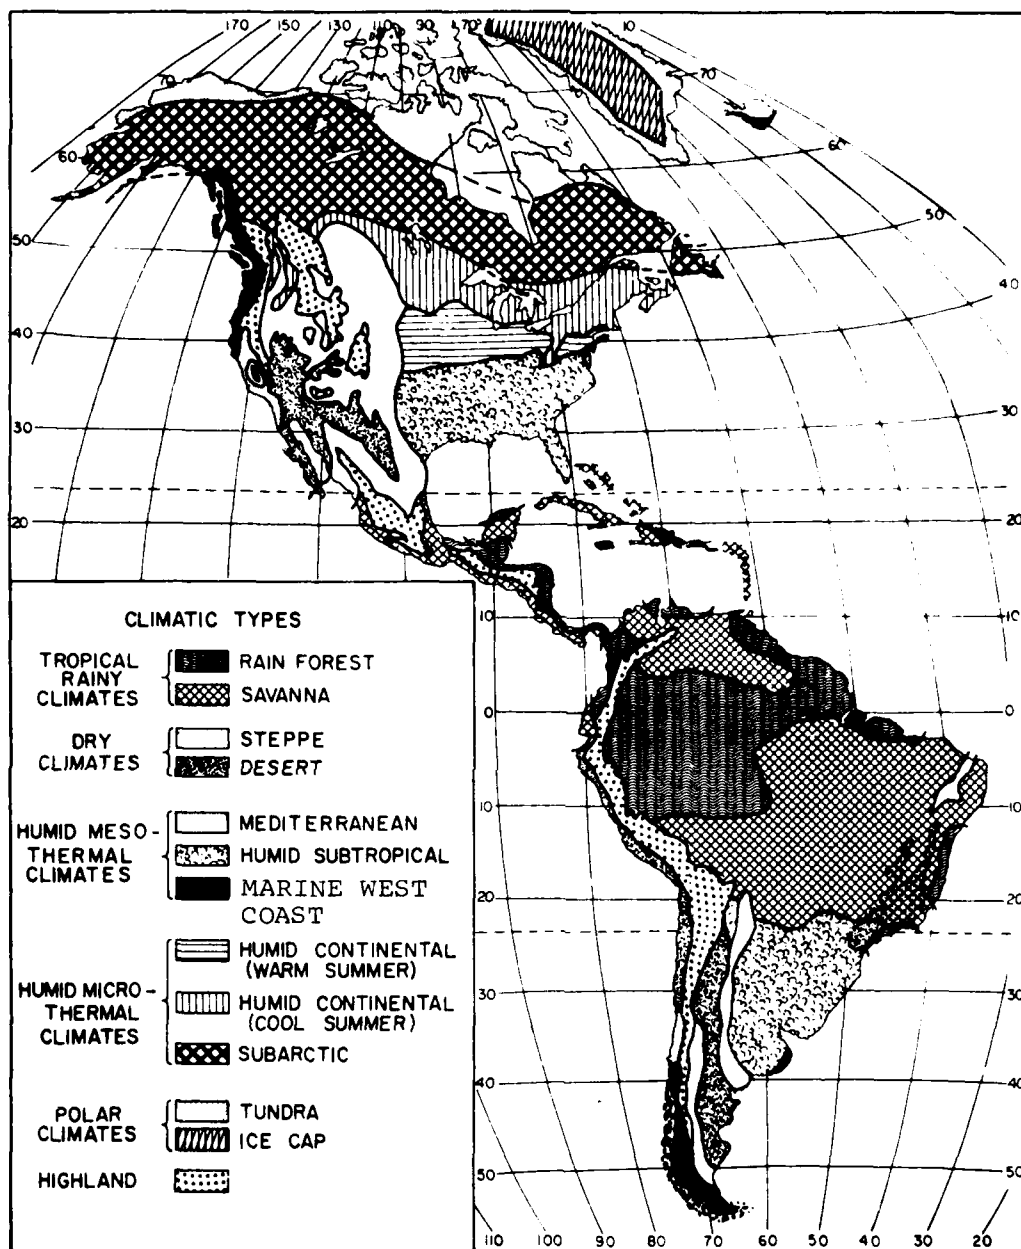 170 150 130 110 90 70 10
70 70
60 60
50 50
40 40
40
30 30
20 20
CLIMATIC TYPES
TROPICAL RAINY CLIMATES
RAIN FOREST
SAVANNA
DRY CLIMATES
STEPPE
DESERT
HUMID MESO-THERMAL CLIMATES
MEDITERRANEAN
HUMID SUBTROPICAL
MARINE WEST COAST
HUMID MICRO-THERMAL CLIMATES
HUMID CONTINENTAL
(WARM SUMMER)
HUMID CONTINENTAL
(COOL SUMMER)
SUBARCTIC
POLAR CLIMATES
TUNDRA
ICE CAP
HIGHLAND
10 10
0 0
10 10
20 20
30 30
40 40
50 50
110 100 90 80 70 60 50 40 30 20